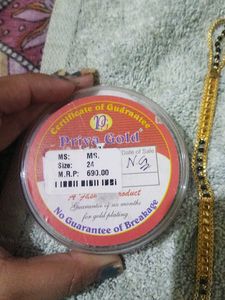 Certificate of Guarantee
P
Priya Gold
MS: MS.
Size: 24
M.R.P: 690.00
Date of Sale
N.G
A Fash product
Guarantee of six months
for gold plating
No Guarantee of Breakage